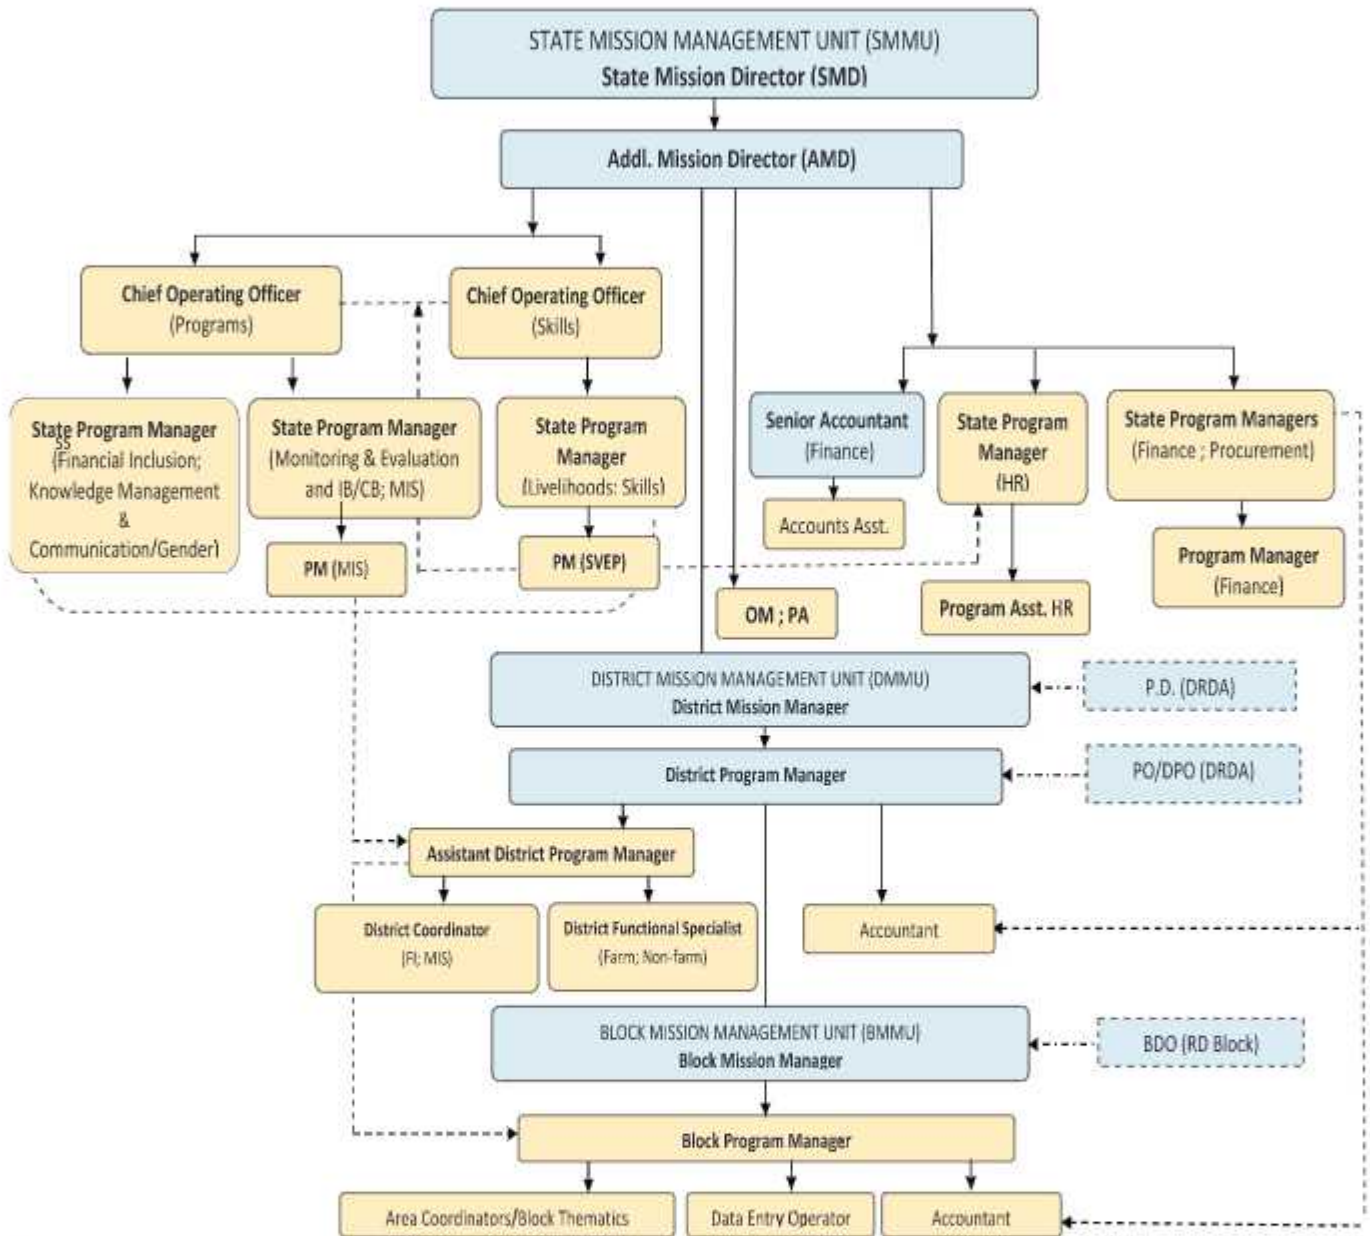 STATE MISSION MANAGEMENT UNIT (SMMU)
State Mission Director (SMD)
Addl. Mission Director (AMD)
Chief Operating Officer
(Programs)
Chief Operating Officer
(Skills)
State Program Manager
ss
(Financial Inclusion;
Knowledge Management
&
Communication/Gender)
State Program Manager
(Monitoring & Evaluation
and IB/CB; MIS)
State Program
Manager
(Livelihoods: Skills)
Senior Accountant
(Finance)
State Program
Manager
(HR)
State Program Managers
(Finance ; Procurement)
Accounts Asst.
PM (MIS)
PM (SVEP)
Program Manager
(Finance)
OM ; PA
Program Asst. HR
DISTRICT MISSION MANAGEMENT UNIT (DMMU)
District Mission Manager
P.D. (DRDA)
District Program Manager
PO/DPO (DRDA)
Assistant District Program Manager
District Coordinator
(FI; MIS)
District Functional Specialist
(Farm; Non-farm)
Accountant
BLOCK MISSION MANAGEMENT UNIT (BMMU)
Block Mission Manager
BDO (RD Block)
Block Program Manager
Area Coordinators/Block Thematics
Data Entry Operator
Accountant